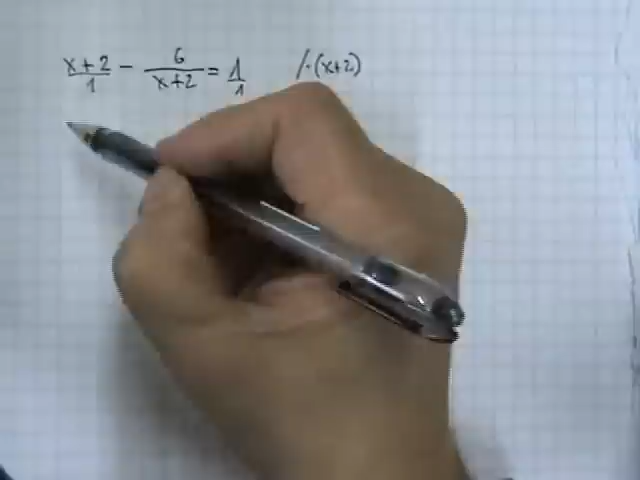 (x+2)/1 - 6/(x+2) = 1/1 /·(x+2)